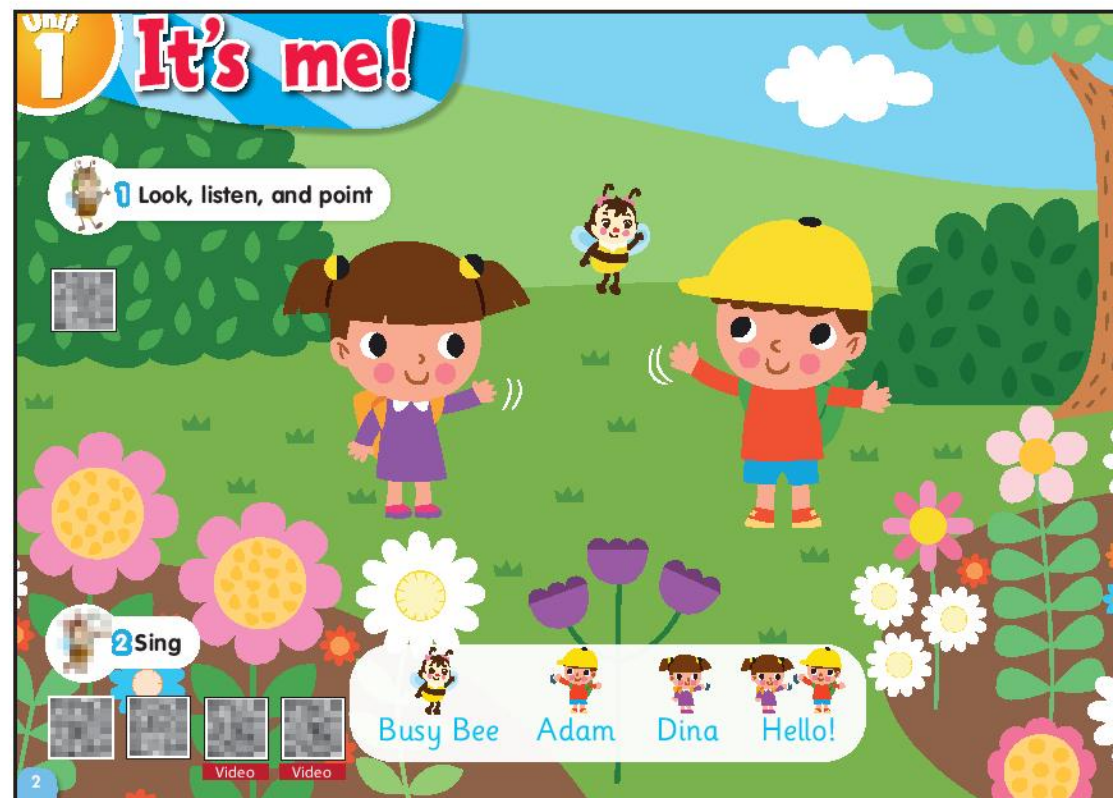 Unit
1
It's me!
1 Look, listen, and point
2 Sing
Busy Bee Adam Dina Hello!
Video Video
2